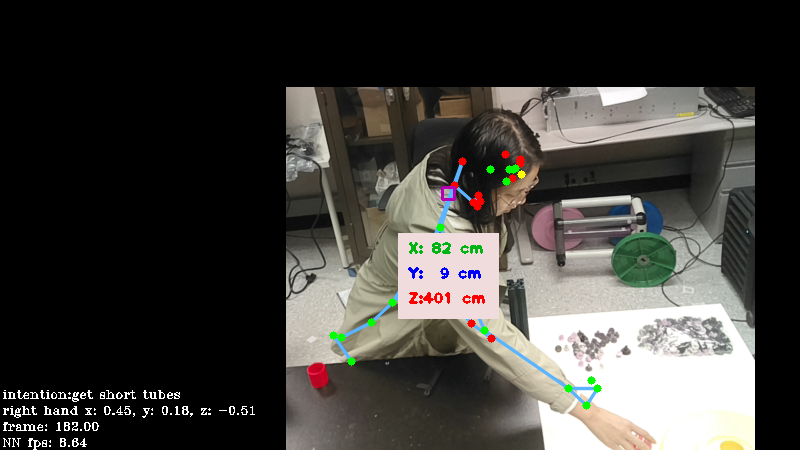 X: 82 cm
Y: 9 cm
Z:401 cm
intention:get short tubes
right hand x: 0.45, y: 0.18, z: -0.51
frame: 182.00
NN fps: 8.64